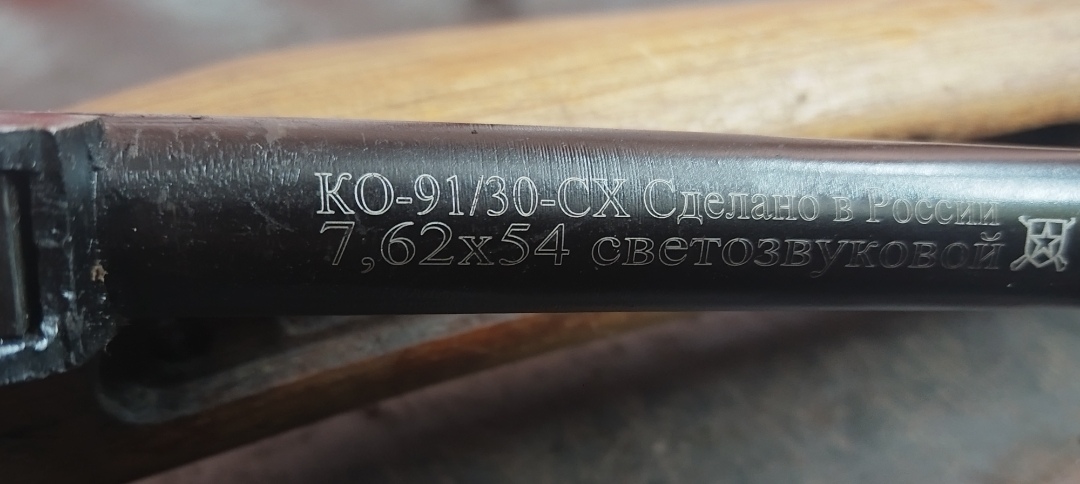 КО-91/30-СХ Сделано в России
7,62x54 светозвуковой